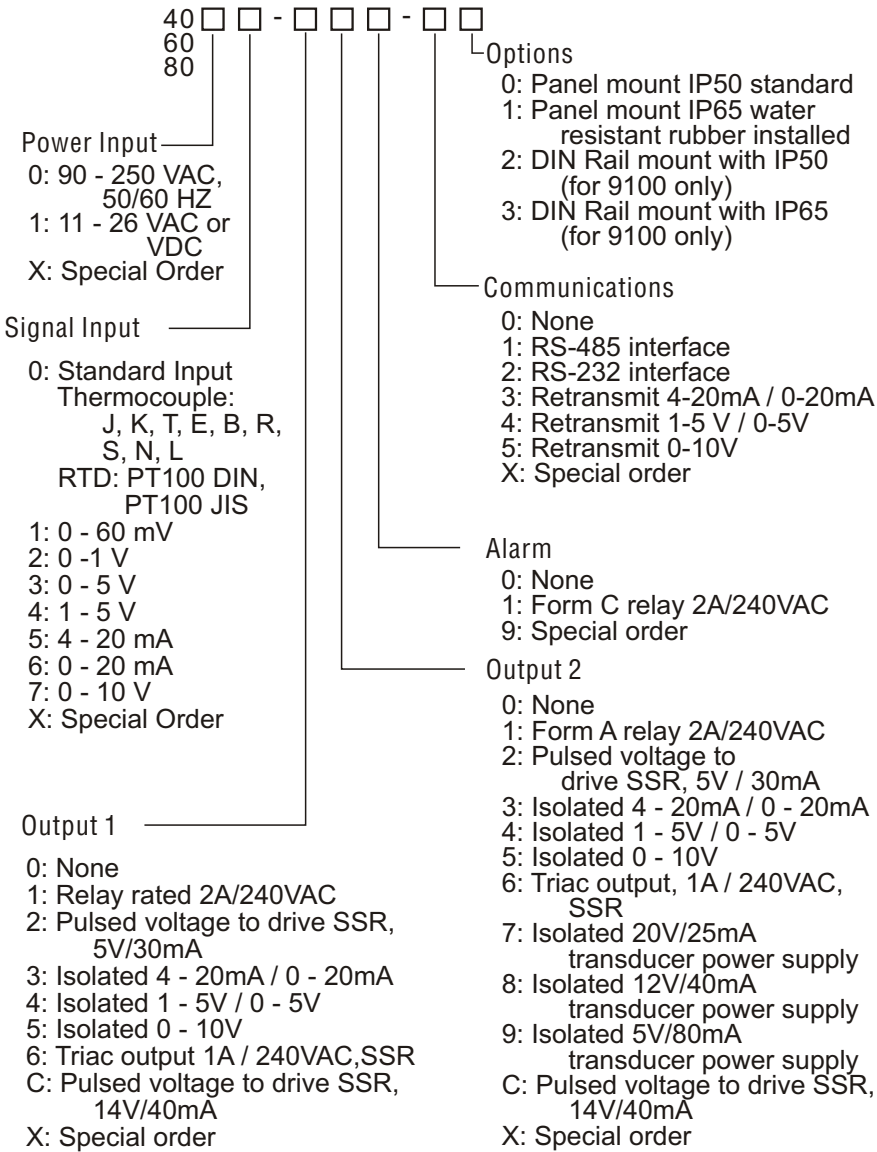 40 □ □ - □ □ □ - □ □
60
80
Power Input
0: 90 - 250 VAC,
50/60 HZ
1: 11 - 26 VAC or
VDC
X: Special Order
Signal Input
0: Standard Input
Thermocouple:
J, K, T, E, B, R,
S, N, L
RTD: PT100 DIN,
PT100 JIS
1: 0 - 60 mV
2: 0 -1 V
3: 0 - 5 V
4: 1 - 5 V
5: 4 - 20 mA
6: 0 - 20 mA
7: 0 - 10 V
X: Special Order
Output 1
0: None
1: Relay rated 2A/240VAC
2: Pulsed voltage to drive SSR,
5V/30mA
3: Isolated 4 - 20mA / 0 - 20mA
4: Isolated 1 - 5V / 0 - 5V
5: Isolated 0 - 10V
6: Triac output 1A / 240VAC,SSR
C: Pulsed voltage to drive SSR,
14V/40mA
X: Special order
Options
0: Panel mount IP50 standard
1: Panel mount IP65 water
resistant rubber installed
2: DIN Rail mount with IP50
(for 9100 only)
3: DIN Rail mount with IP65
(for 9100 only)
Communications
0: None
1: RS-485 interface
2: RS-232 interface
3: Retransmit 4-20mA / 0-20mA
4: Retransmit 1-5 V / 0-5V
5: Retransmit 0-10V
X: Special order
Alarm
0: None
1: Form C relay 2A/240VAC
9: Special order
Output 2
0: None
1: Form A relay 2A/240VAC
2: Pulsed voltage to
drive SSR, 5V / 30mA
3: Isolated 4 - 20mA / 0 - 20mA
4: Isolated 1 - 5V / 0 - 5V
5: Isolated 0 - 10V
6: Triac output, 1A / 240VAC,
SSR
7: Isolated 20V/25mA
transducer power supply
8: Isolated 12V/40mA
transducer power supply
9: Isolated 5V/80mA
transducer power supply
C: Pulsed voltage to drive SSR,
14V/40mA
X: Special order